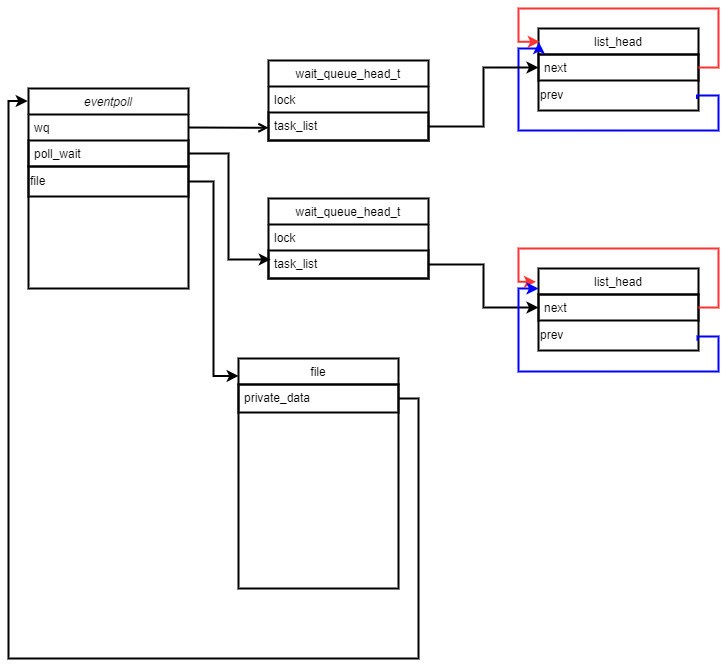 eventpoll
wq
poll_wait
file
wait_queue_head_t
lock
task_list
list_head
next
prev
wait_queue_head_t
lock
task_list
list_head
next
prev
file
private_data